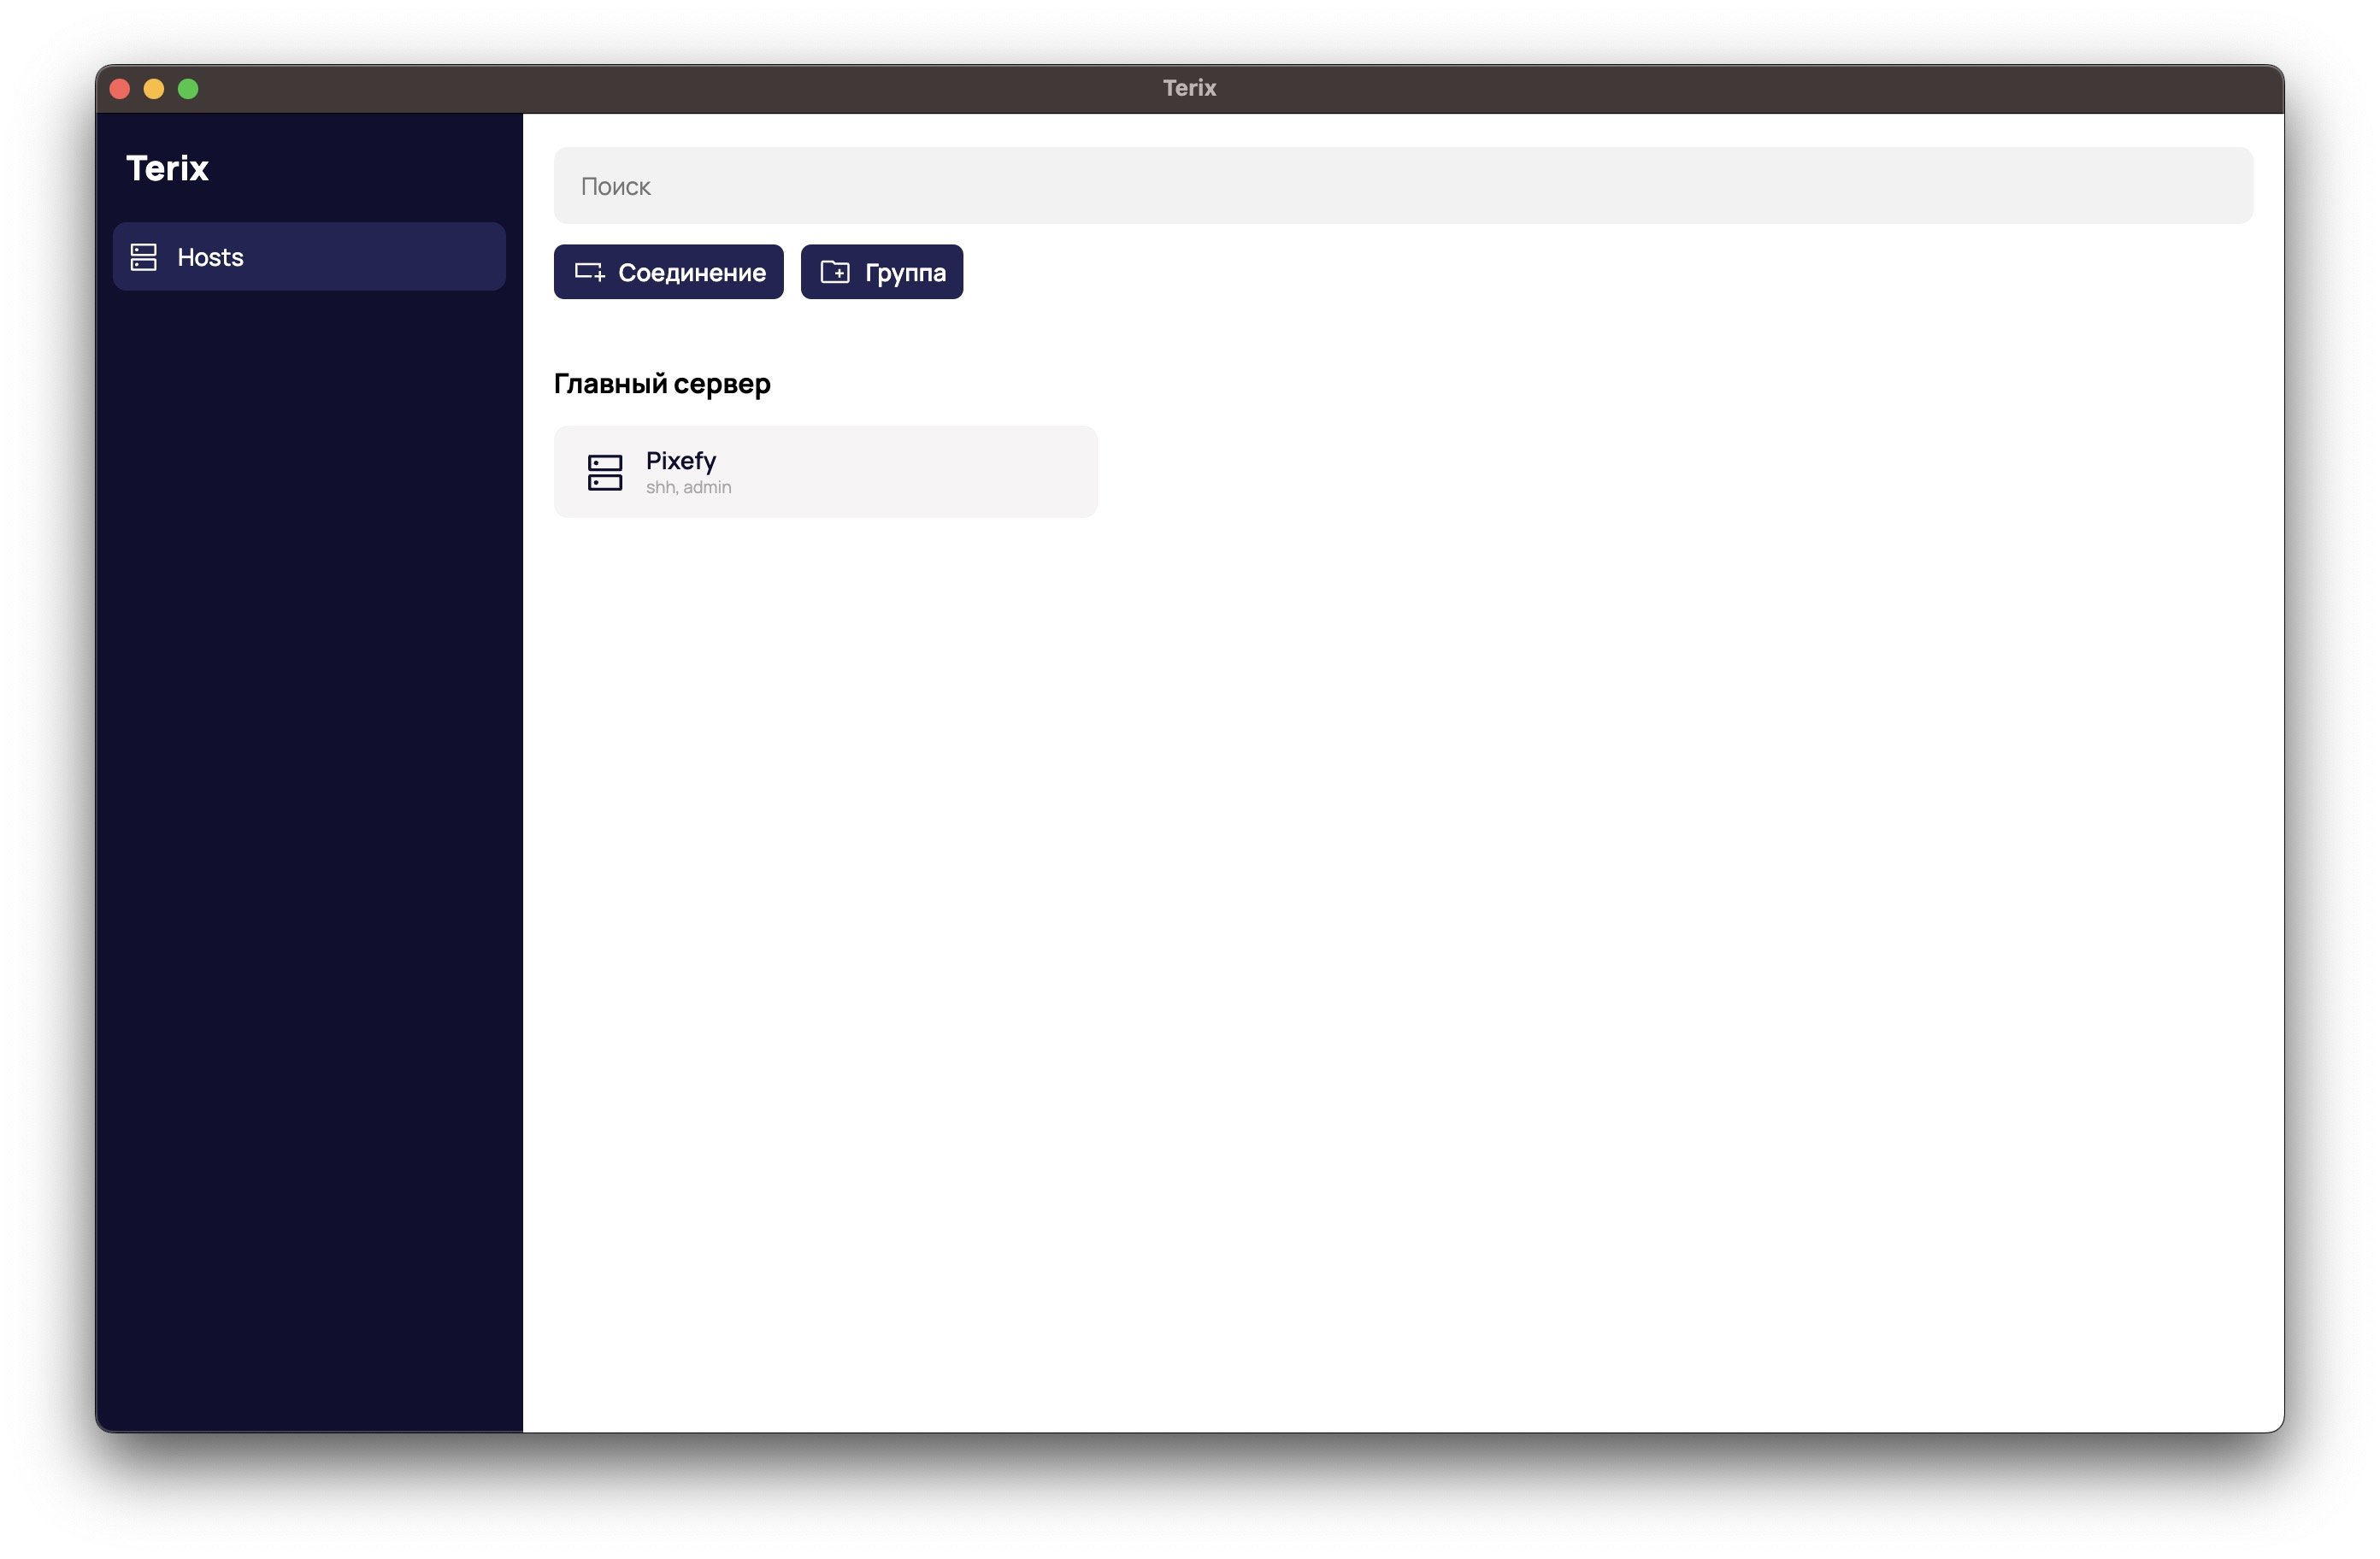 Terix
Terix
Hosts
Поиск
Соединение
Группа
Главный сервер
Pixefy
shh, admin